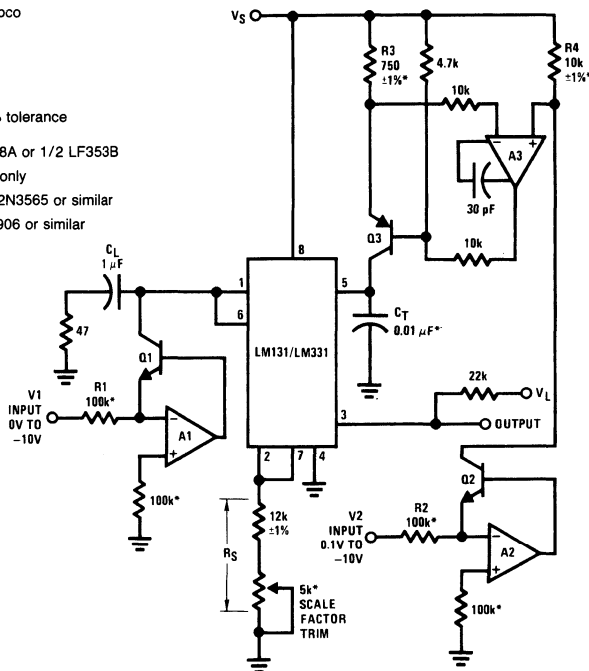 oco
tolerance
8A or 1/2 LF353B
only
2N3565 or similar
906 or similar
VS
R3
750
±1%*
4.7k
R4
10k
±1%*
10k
− +
A3
30 pF
Q3
10k
8
CL
1 μF
1
6
5
CT
0.01 μF*
47
LM131/LM331
Q1
V1
INPUT
0V TO
−10V
R1
100k*
−
A1
+
100k*
22k
VL
3
OUTPUT
2 7 4
12k
±1%
RS
5k*
SCALE
FACTOR
TRIM
Q2
V2
INPUT
0.1V TO
−10V
R2
100k*
−
A2
+
100k*